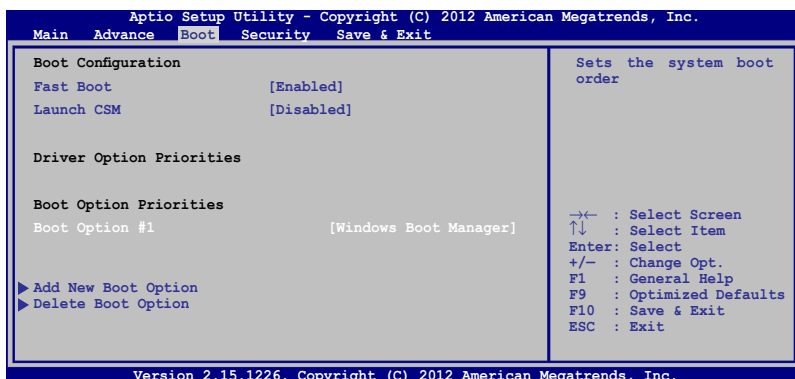 Aptio Setup Utility - Copyright (C) 2012 American Megatrends, Inc.
Main Advance Boot Security Save & Exit
Boot Configuration
Fast Boot [Enabled]
Launch CSM [Disabled]
Driver Option Priorities
Boot Option Priorities
Boot Option #1 [Windows Boot Manager]
Add New Boot Option
Delete Boot Option
Sets the system boot
order
→← : Select Screen
↑↓ : Select Item
Enter: Select
+/— : Change Opt.
F1 : General Help
F9 : Optimized Defaults
F10 : Save & Exit
ESC : Exit
Version 2.15.1226. Copyright (C) 2012 American Megatrends, Inc.